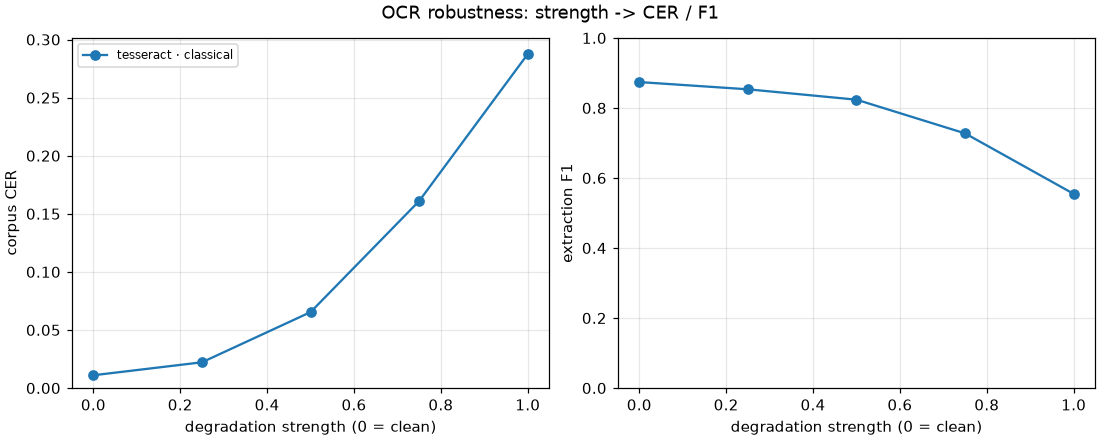 OCR robustness: strength -> CER / F1
tesseract · classical
corpus CER
0.30
0.25
0.20
0.15
0.10
0.05
0.00
0.0 0.2 0.4 0.6 0.8 1.0
degradation strength (0 = clean)
extraction F1
1.0
0.8
0.6
0.4
0.2
0.0
0.0 0.2 0.4 0.6 0.8 1.0
degradation strength (0 = clean)